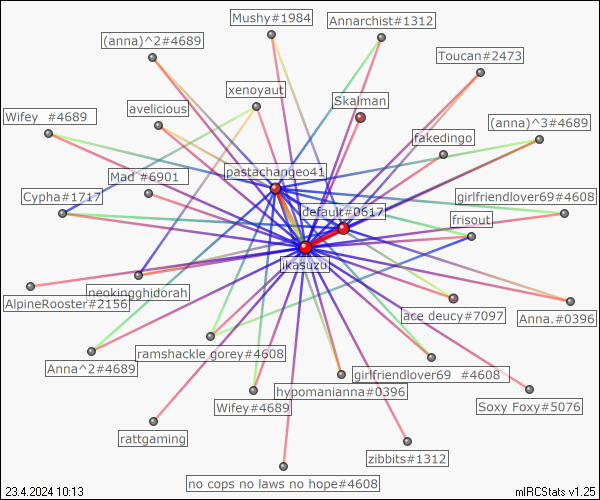 Mushy#1984
Annarchist#1312
(anna)^2#4689
Toucan#2473
xenoyaut
Skalman
avelicious
Wifey  #4689
(anna)^3#4689
fakedingo
pastachangeo41
Mad^#6901
Cypha#1717
girlfriendlover69#4608
default#0617
frisout
ikasuzu
neokingghidorah
AlpineRooster#2156
ace deucy#7097
Anna.#0396
ramshackle gorey#4608
Anna^2#4689
girlfriendlover69  #4608
hypomanianna#0396
Wifey#4689
Soxy Foxy#5076
rattgaming
zibbits#1312
no cops no laws no hope#4608
23.4.2024 10:13
mIRCStats v1.25